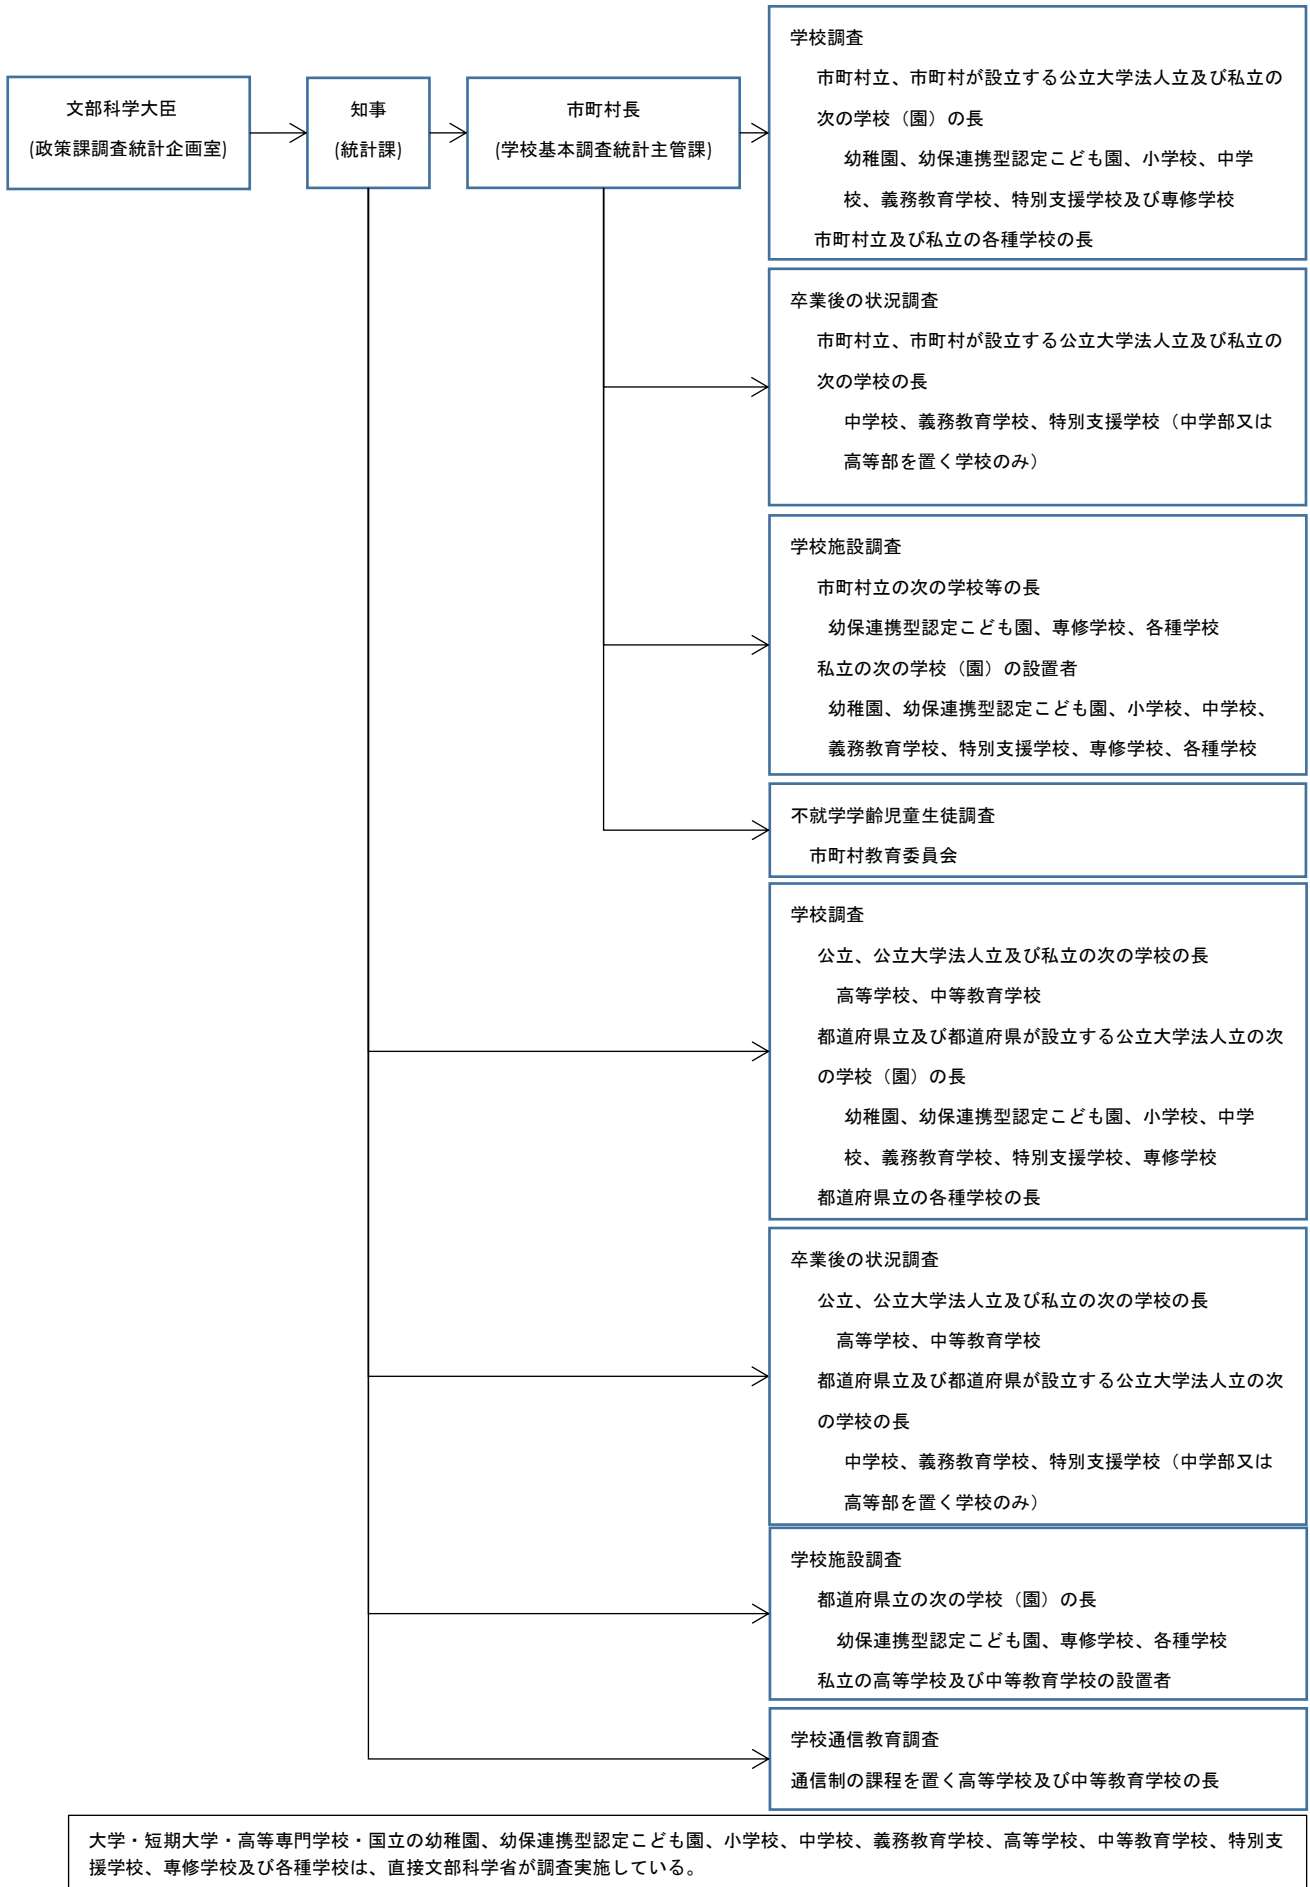 文部科学大臣
(政策課調査統計企画室)
知事
(統計課)
市町村長
(学校基本調査統計主管課)
学校調査
市町村立、市町村が設立する公立大学法人立及び私立の
次の学校（園）の長
幼稚園、幼保連携型認定こども園、小学校、中学
校、義務教育学校、特別支援学校及び専修学校
市町村立及び私立の各種学校の長
卒業後の状況調査
市町村立、市町村が設立する公立大学法人立及び私立の
次の学校の長
中学校、義務教育学校、特別支援学校（中学部又は
高等部を置く学校のみ）
学校施設調査
市町村立の次の学校等の長
幼保連携型認定こども園、専修学校、各種学校
私立の次の学校（園）の設置者
幼稚園、幼保連携型認定こども園、小学校、中学校、
義務教育学校、特別支援学校、専修学校、各種学校
不就学学齢児童生徒調査
市町村教育委員会
学校調査
公立、公立大学法人立及び私立の次の学校の長
高等学校、中等教育学校
都道府県立及び都道府県が設立する公立大学法人立の次
の学校（園）の長
幼稚園、幼保連携型認定こども園、小学校、中学
校、義務教育学校、特別支援学校、専修学校
都道府県立の各種学校の長
卒業後の状況調査
公立、公立大学法人立及び私立の次の学校の長
高等学校、中等教育学校
都道府県立及び都道府県が設立する公立大学法人立の次
の学校の長
中学校、義務教育学校、特別支援学校（中学部又は
高等部を置く学校のみ）
学校施設調査
都道府県立の次の学校（園）の長
幼保連携型認定こども園、専修学校、各種学校
私立の高等学校及び中等教育学校の設置者
学校通信教育調査
通信制の課程を置く高等学校及び中等教育学校の長
大学・短期大学・高等専門学校・国立の幼稚園、幼保連携型認定こども園、小学校、中学校、義務教育学校、高等学校、中等教育学校、特別支
援学校、専修学校及び各種学校は、直接文部科学省が調査実施している。